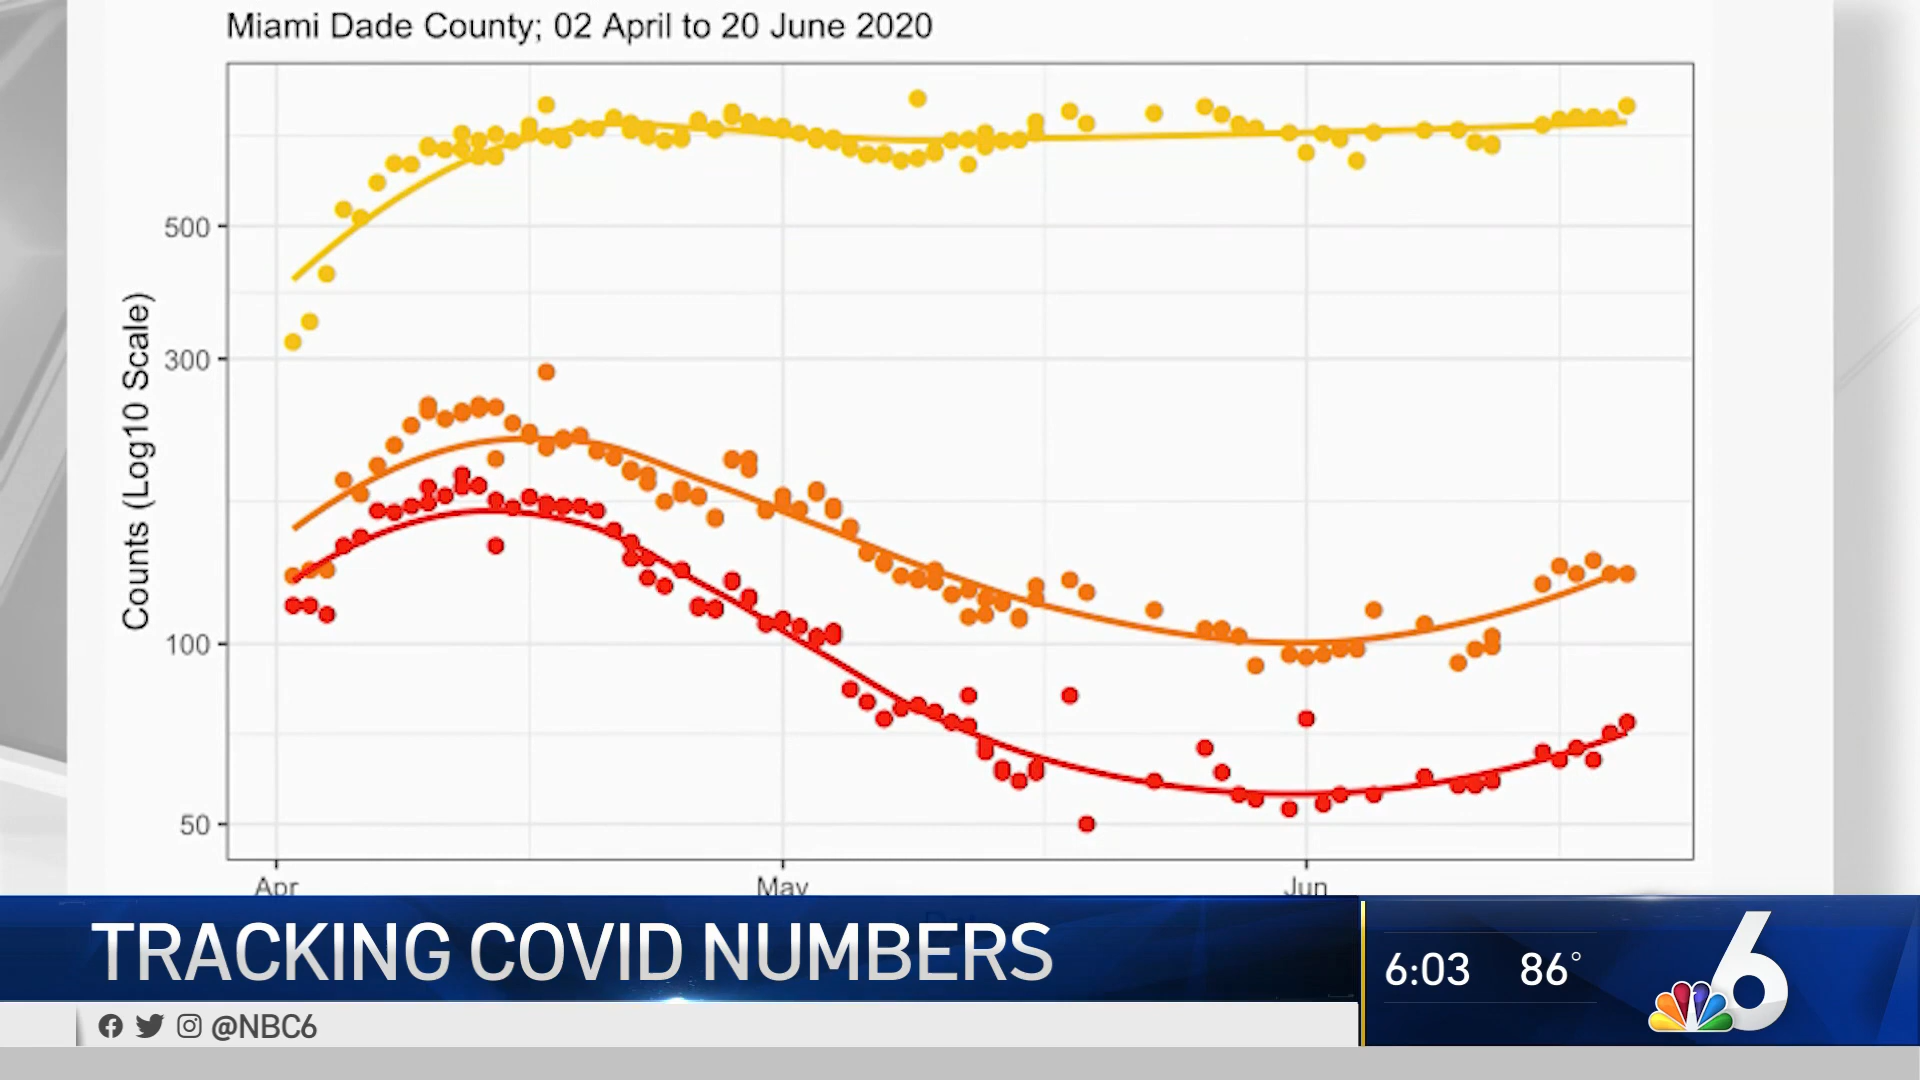 Miami Dade County; 02 April to 20 June 2020
Counts (Log10 Scale)
500
300
100
50
Apr
May
Jun
TRACKING COVID NUMBERS
6:03 86°
6
@NBC6